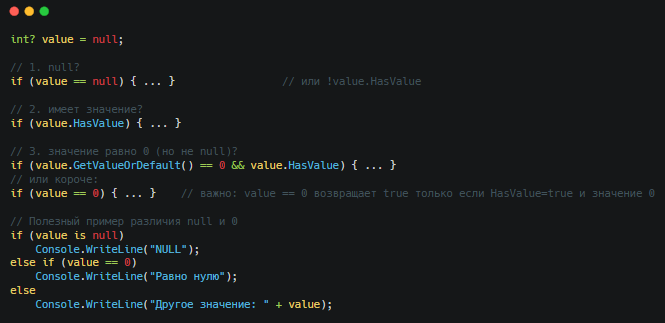 int? value = null;
// 1. null?
if (value == null) { ... }                // или !value.HasValue
// 2. имеет значение?
if (value.HasValue) { ... }
// 3. значение равно 0 (но не null)?
if (value.GetValueOrDefault() == 0 && value.HasValue) { ... }
// или короче:
if (value == 0) { ... }    // важно: value == 0 возвращает true только если HasValue=true и значение 0
// Полезный пример различия null и 0
if (value is null)
    Console.WriteLine("NULL");
else if (value == 0)
    Console.WriteLine("Равно нулю");
else
    Console.WriteLine("Другое значение: " + value);